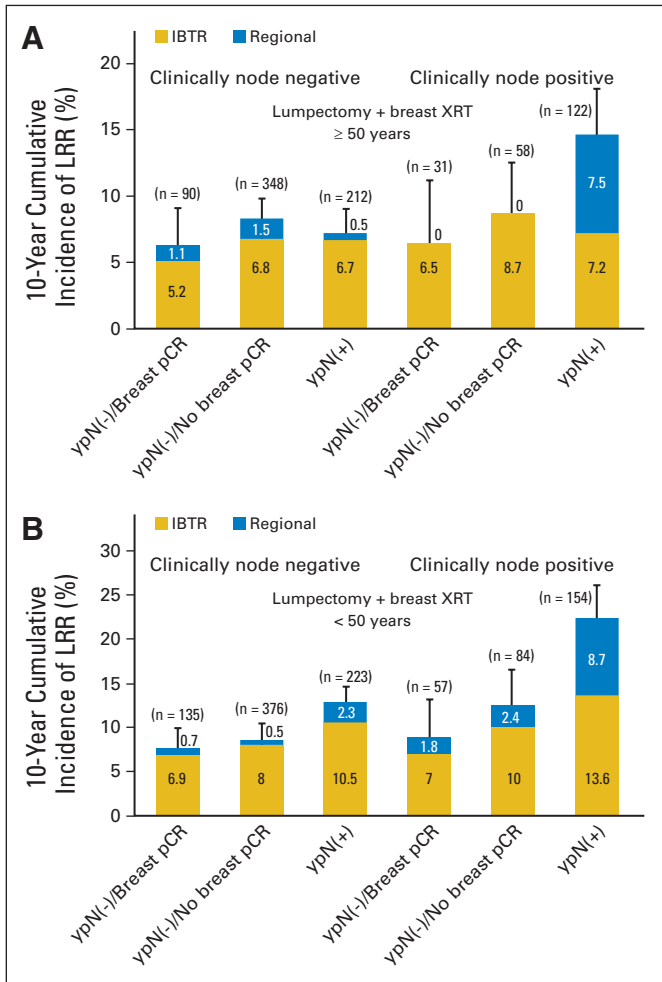 A
IBTR Regional
10-Year Cumulative
Incidence of LRR (%)
20
15
10
5
0
Clinically node negative
Clinically node positive
Lumpectomy + breast XRT
≥ 50 years
(n = 90)
1.1
5.2
(n = 348)
1.5
6.8
(n = 212)
0.5
6.7
(n = 31)
0
6.5
(n = 58)
0
8.7
(n = 122)
7.5
7.2
ypN(-)/Breast pCR
ypN(-)/No breast pCR
ypN(+)
ypN(-)/Breast pCR
ypN(-)/No breast pCR
ypN(+)
B
IBTR Regional
10-Year Cumulative
Incidence of LRR (%)
30
25
20
15
10
5
0
Clinically node negative
Clinically node positive
Lumpectomy + breast XRT
< 50 years
(n = 135)
0.7
6.9
(n = 376)
0.5
8
(n = 223)
2.3
10.5
(n = 57)
1.8
7
(n = 84)
2.4
10
(n = 154)
8.7
13.6
ypN(-)/Breast pCR
ypN(-)/No breast pCR
ypN(+)
ypN(-)/Breast pCR
ypN(-)/No breast pCR
ypN(+)